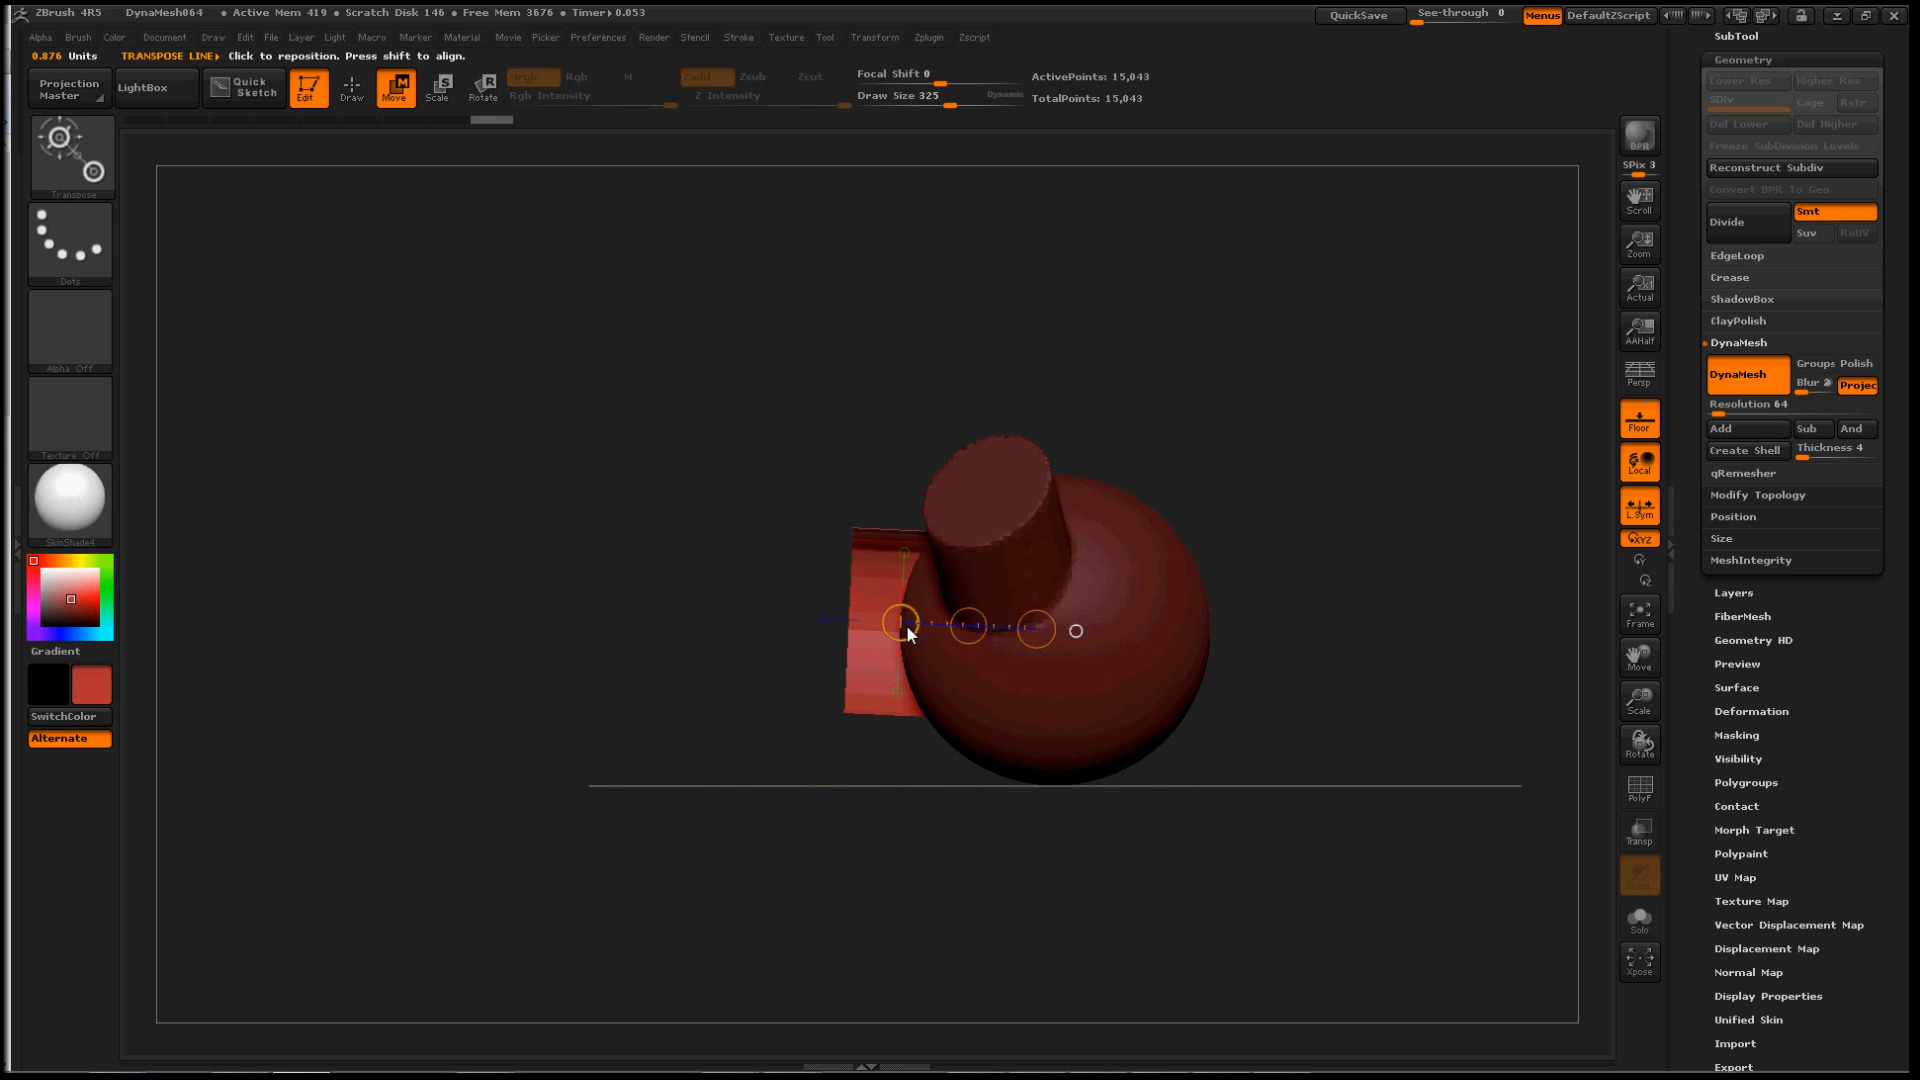 ZBrush 4R5 DynaMesh064 • Active Mem 419 • Scratch Disk 146 • Free Mem 3676 • Timer▸0.053 QuickSave See-through 0 Menus DefaultZScript
Alpha Brush Color Document Draw Edit File Layer Light Macro Marker Material Movie Picker Preferences Render Stencil Stroke Texture Tool Transform Zplugin Zscript
0.876 Units TRANSPOSE LINE▸ Click to reposition. Press shift to align.
Projection Master
LightBox
Quick Sketch
Edit
Draw
Move
Scale
Rotate
Mrgb Rgb M
Rgb Intensity
Zadd Zsub Zcut
Z Intensity
Focal Shift 0
Draw Size 325 Dynamic
ActivePoints: 15,043
TotalPoints: 15,043
Transpose
Dots
Alpha Off
Texture Off
SkinShade4
Gradient
SwitchColor
Alternate
BPR
SPix 3
Scroll
Zoom
Actual
AAHalf
Persp
Floor
Local
L.Sym
XYZ
Frame
Move
Scale
Rotate
PolyF
Transp
Ghost
Solo
Xpose
SubTool
Geometry
Lower Res Higher Res
SDiv Cage Rstr
Del Lower Del Higher
Freeze SubDivision Levels
Reconstruct Subdiv
Convert BPR To Geo
Divide Smt
Suv ReUV
EdgeLoop
Crease
ShadowBox
ClayPolish
DynaMesh
DynaMesh Groups Polish
Blur 2 Projec
Resolution 64
Add Sub And
Create Shell Thickness 4
qRemesher
Modify Topology
Position
Size
MeshIntegrity
Layers
FiberMesh
Geometry HD
Preview
Surface
Deformation
Masking
Visibility
Polygroups
Contact
Morph Target
Polypaint
UV Map
Texture Map
Vector Displacement Map
Displacement Map
Normal Map
Display Properties
Unified Skin
Import
Export